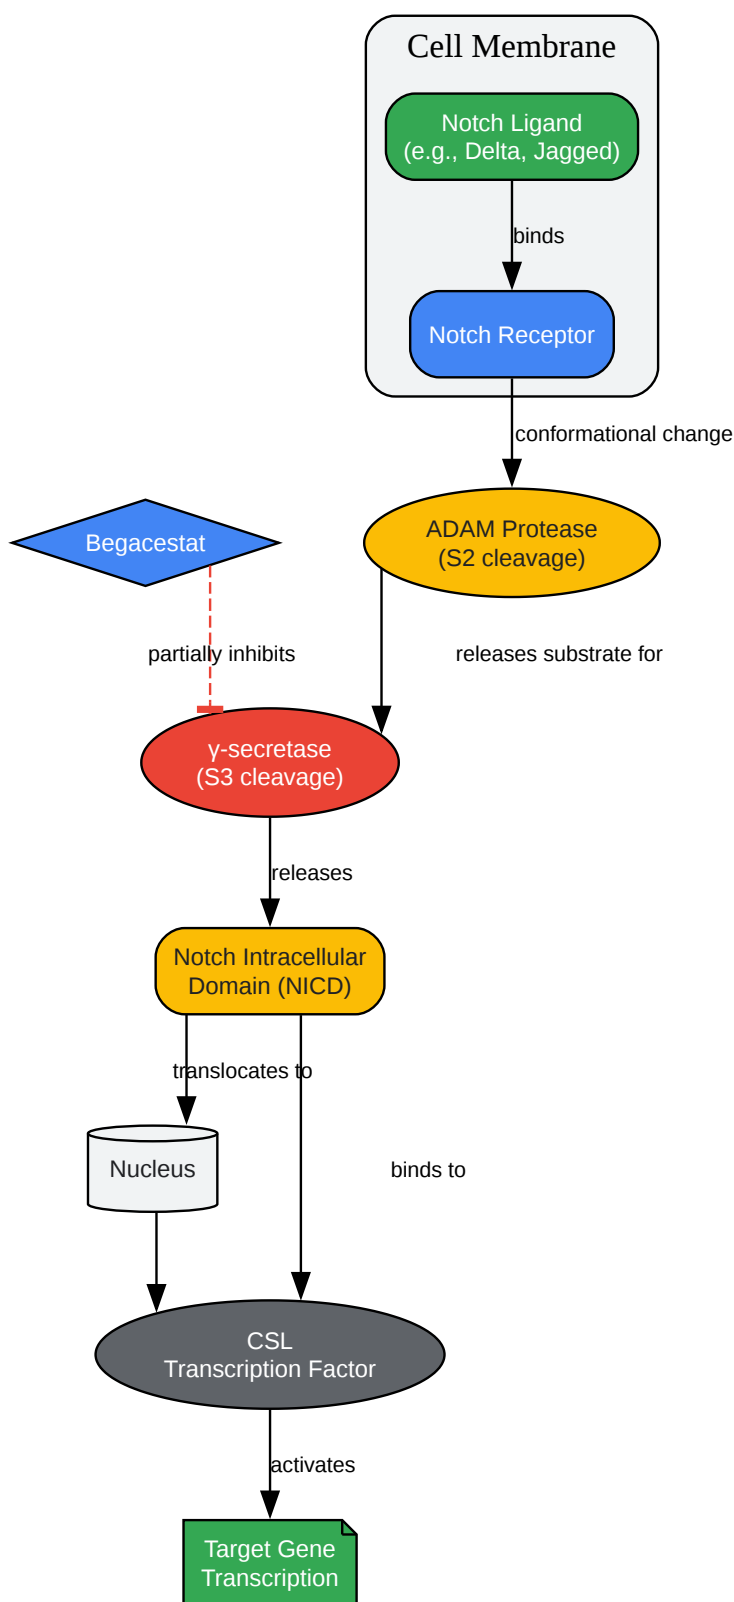 Cell Membrane
Notch Ligand
(e.g., Delta, Jagged)
binds
Notch Receptor
conformational change
Begacestat
ADAM Protease
(S2 cleavage)
partially inhibits
releases substrate for
γ-secretase
(S3 cleavage)
releases
Notch Intracellular
Domain (NICD)
translocates to
Nucleus
binds to
CSL
Transcription Factor
activates
Target Gene
Transcription